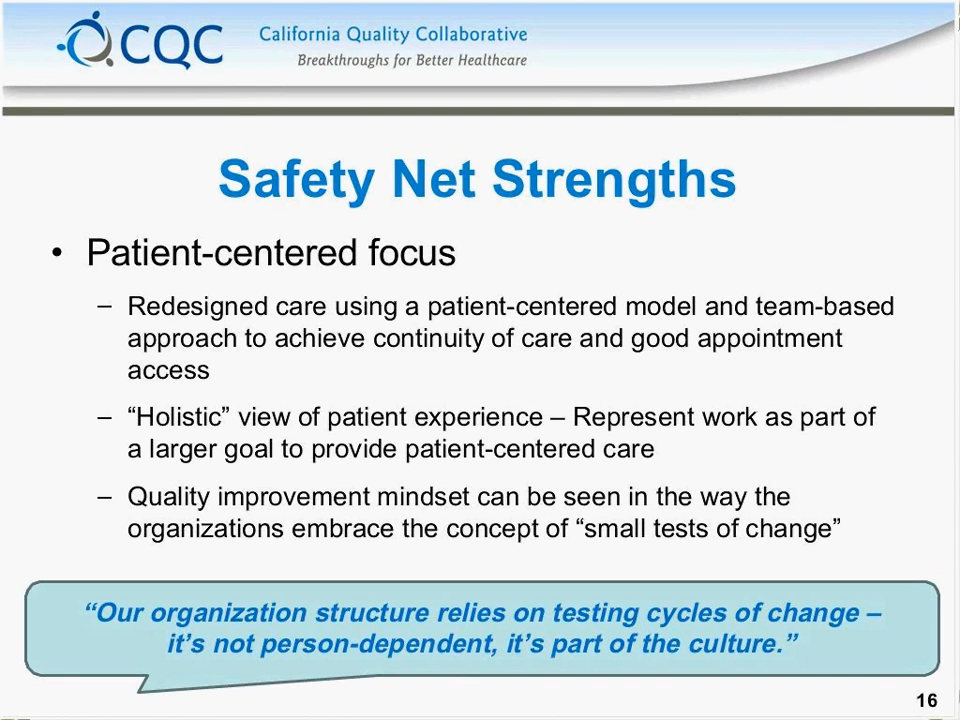 CQC California Quality Collaborative
Breakthroughs for Better Healthcare
Safety Net Strengths
• Patient-centered focus
– Redesigned care using a patient-centered model and team-based
approach to achieve continuity of care and good appointment
access
– “Holistic” view of patient experience – Represent work as part of
a larger goal to provide patient-centered care
– Quality improvement mindset can be seen in the way the
organizations embrace the concept of “small tests of change”
“Our organization structure relies on testing cycles of change –
it’s not person-dependent, it’s part of the culture.”
16